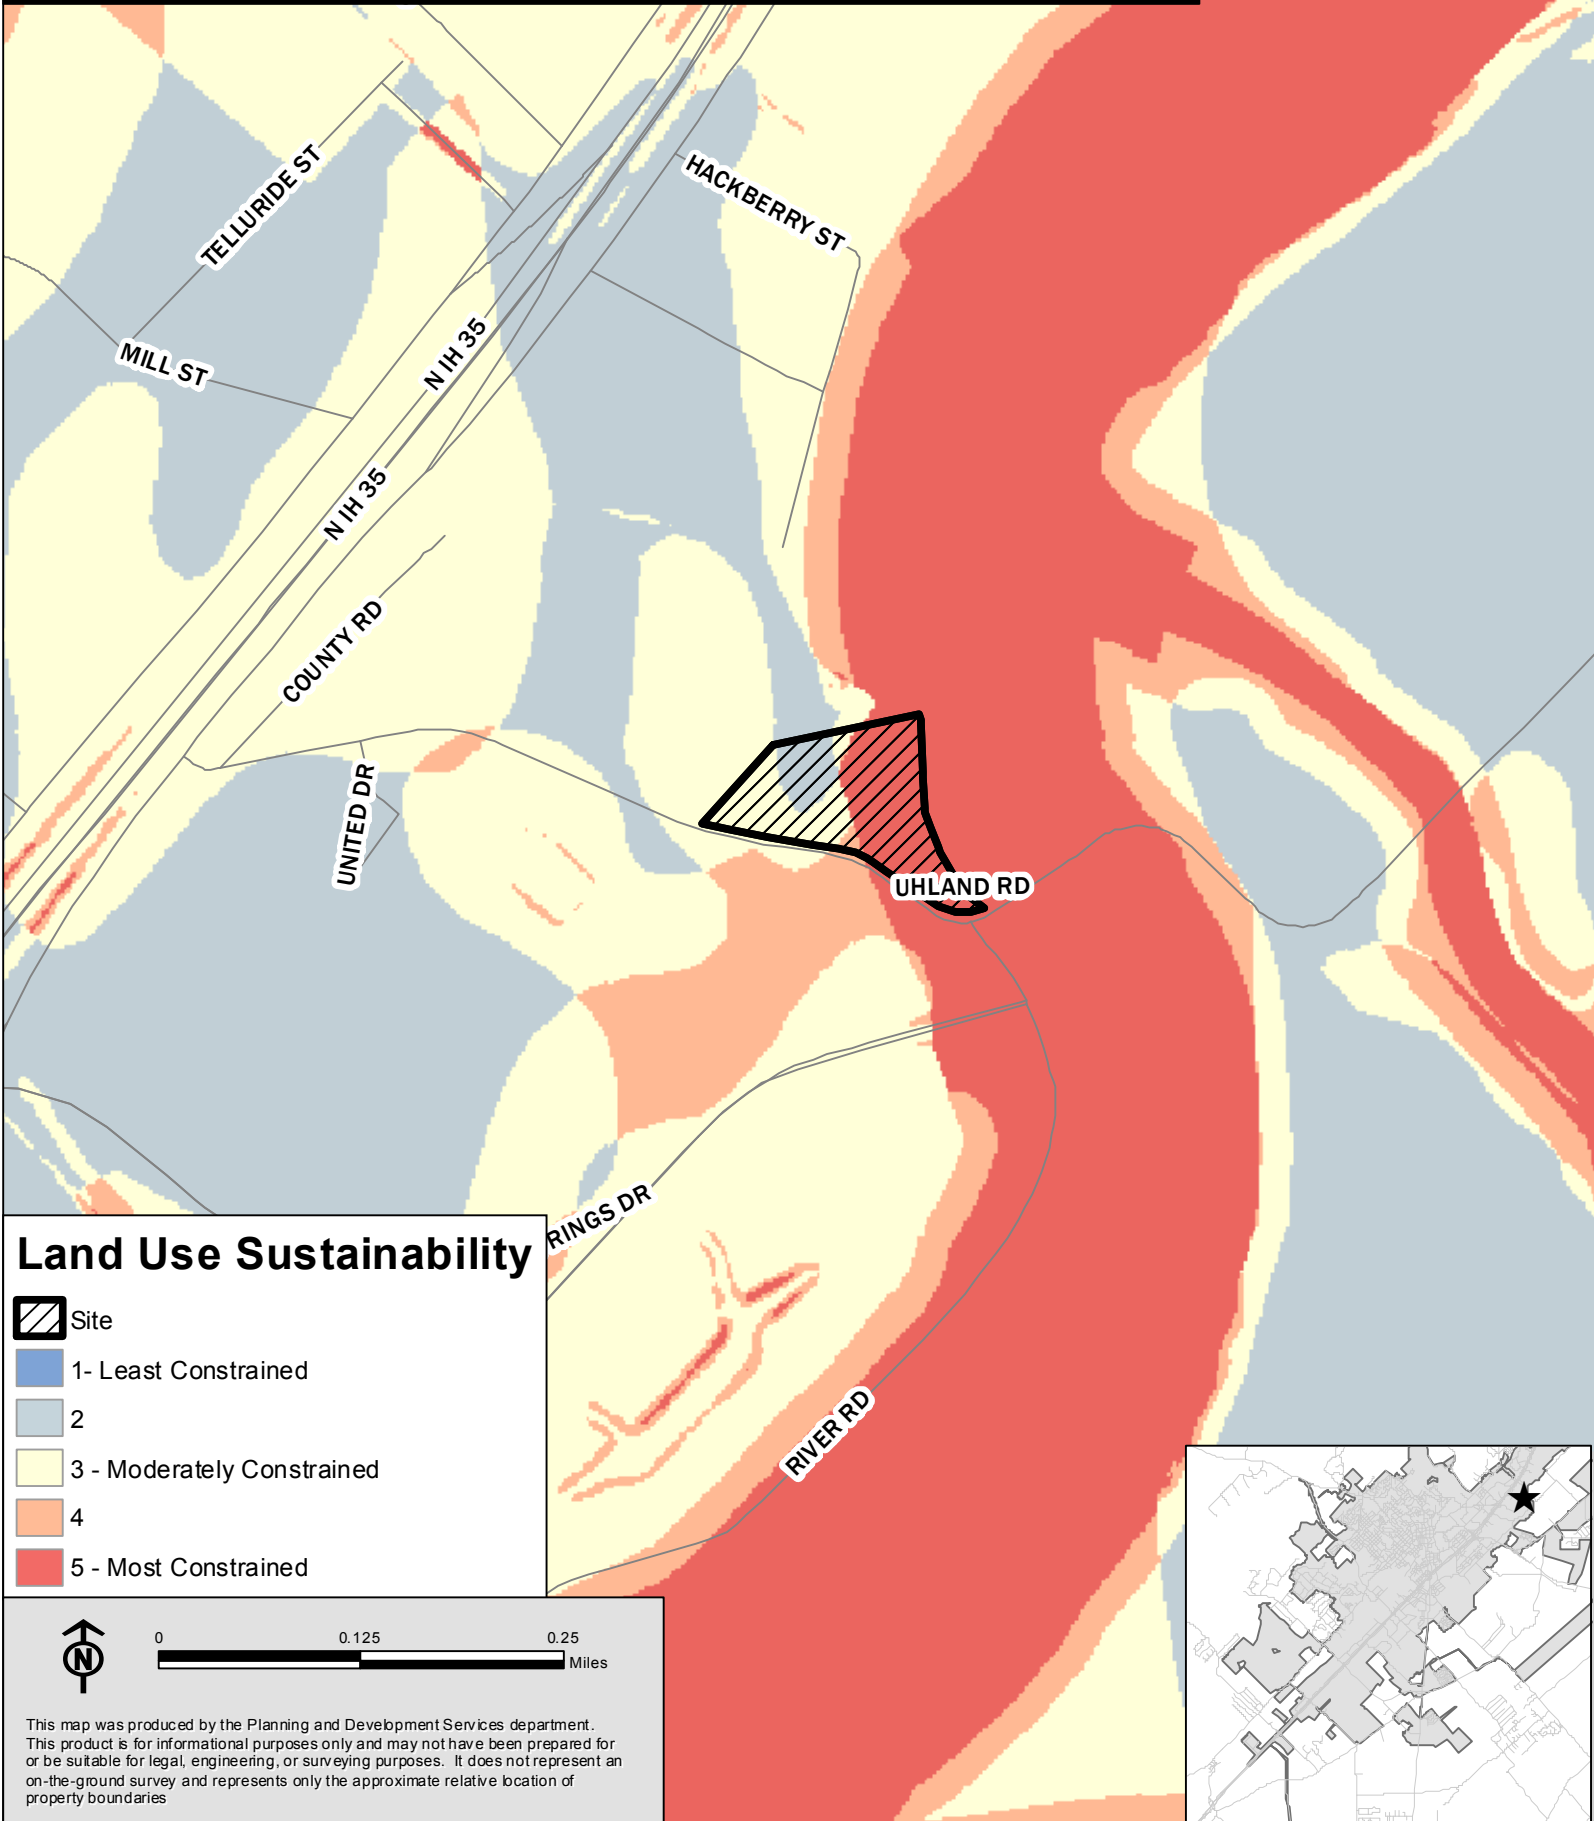 TELLURIDE ST
HACKBERRY ST
MILL ST
N IH 35
N IH 35
COUNTY RD
UNITED DR
UHLAND RD
RINGS DR
RIVER RD
Land Use Sustainability
Site
1- Least Constrained
2
3 - Moderately Constrained
4
5 - Most Constrained
N
0 0.125 0.25
Miles
This map was produced by the Planning and Development Services department.
This product is for informational purposes only and may not have been prepared for
or be suitable for legal, engineering, or surveying purposes. It does not represent an
on-the-ground survey and represents only the approximate relative location of
property boundaries